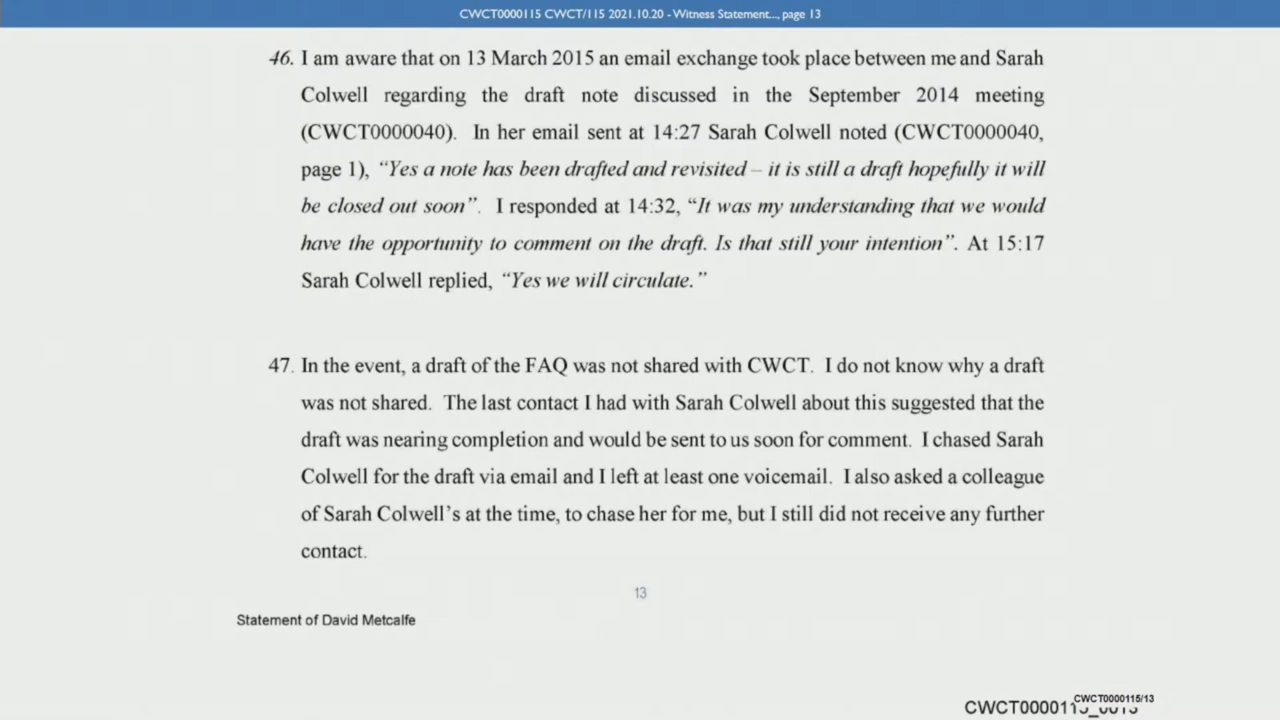 CWCT0000115 CWCT/115 2021.10.20 - Witness Statement..., page 13
46. I am aware that on 13 March 2015 an email exchange took place between me and Sarah
Colwell regarding the draft note discussed in the September 2014 meeting
(CWCT0000040). In her email sent at 14:27 Sarah Colwell noted (CWCT0000040,
page 1), “Yes a note has been drafted and revisited – it is still a draft hopefully it will
be closed out soon”. I responded at 14:32, “It was my understanding that we would
have the opportunity to comment on the draft. Is that still your intention”. At 15:17
Sarah Colwell replied, “Yes we will circulate.”
47. In the event, a draft of the FAQ was not shared with CWCT. I do not know why a draft
was not shared. The last contact I had with Sarah Colwell about this suggested that the
draft was nearing completion and would be sent to us soon for comment. I chased Sarah
Colwell for the draft via email and I left at least one voicemail. I also asked a colleague
of Sarah Colwell’s at the time, to chase her for me, but I still did not receive any further
contact.
13
Statement of David Metcalfe
CWCT0000115/13